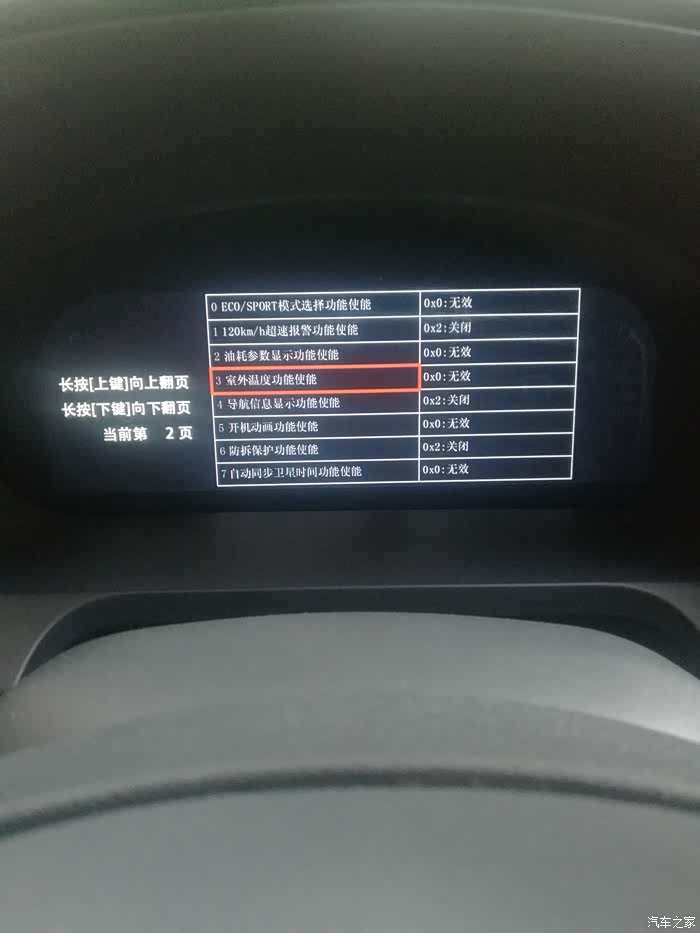 0 ECO/SPORT模式选择功能使能 0x0:无效
1 120km/h超速报警功能使能 0x2:关闭
2 油耗参数显示功能使能 0x0:无效
3 室外温度功能使能 0x0:无效
4 导航信息显示功能使能 0x2:关闭
5 开机动画功能使能 0x0:无效
6 防拆保护功能使能 0x2:关闭
7 自动同步卫星时间功能使能 0x0:无效
长按[上键]向上翻页
长按[下键]向下翻页
当前第 2 页
汽车之家